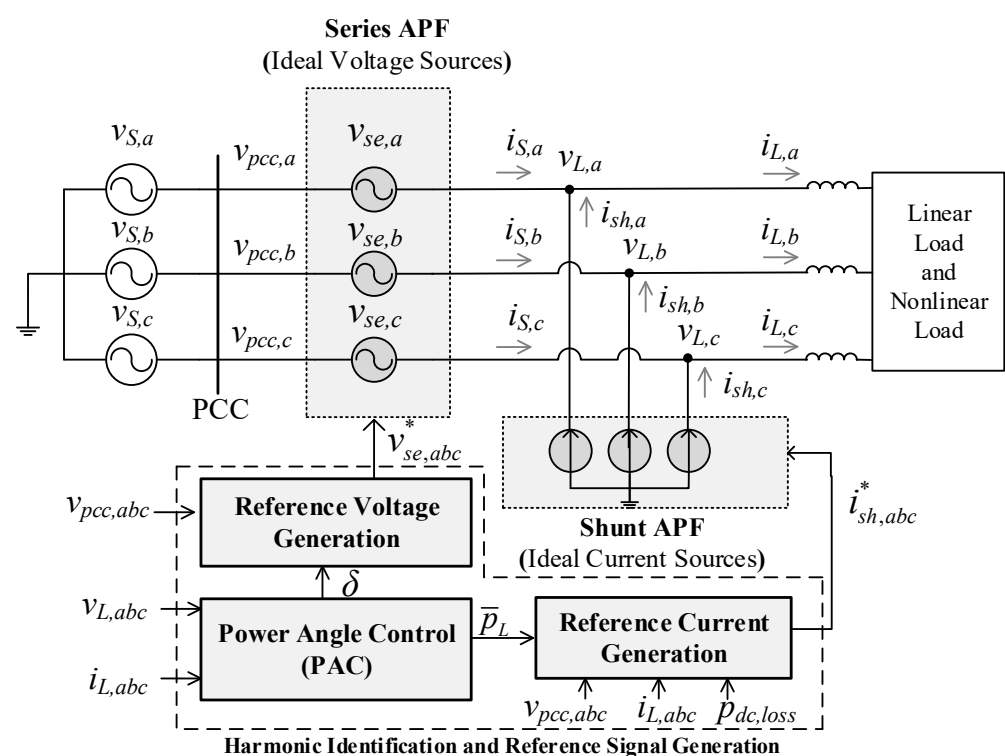 Series APF
(Ideal Voltage Sources)
v_{S,a}
v_{pcc,a}
v_{se,a}
i_{S,a}
v_{L,a}
i_{L,a}
i_{sh,a}
v_{S,b}
v_{pcc,b}
v_{se,b}
i_{S,b}
v_{L,b}
i_{L,b}
i_{sh,b}
v_{S,c}
v_{pcc,c}
v_{se,c}
i_{S,c}
v_{L,c}
i_{L,c}
i_{sh,c}
Linear
Load
and
Nonlinear
Load
PCC
v^*_{se,abc}
Shunt APF
(Ideal Current Sources)
i^*_{sh,abc}
v_{pcc,abc}
Reference Voltage
Generation
δ
v_{L,abc}
i_{L,abc}
Power Angle Control
(PAC)
p̅_L
Reference Current
Generation
v_{pcc,abc}
i_{L,abc}
p_{dc,loss}
Harmonic Identification and Reference Signal Generation